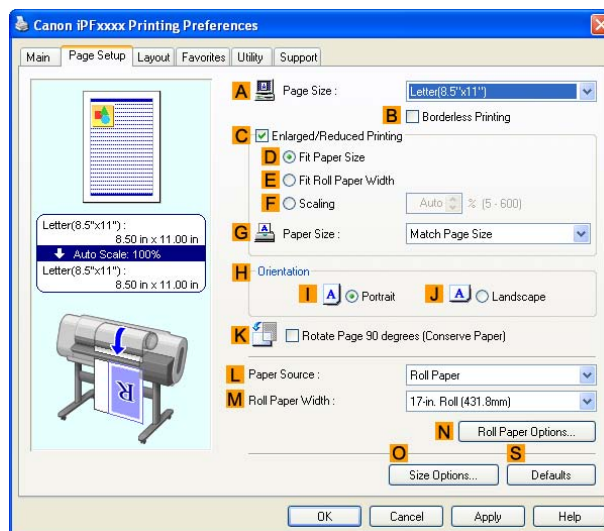 Canon iPFxxxx Printing Preferences
Main Page Setup Layout Favorites Utility Support
A Page Size : Letter(8.5"x11")
B Borderless Printing
C Enlarged/Reduced Printing
D Fit Paper Size
E Fit Roll Paper Width
F Scaling Auto % (5 - 600)
G A Paper Size : Match Page Size
Letter(8.5"x11") :
8.50 in x 11.00 in
Auto Scale: 100%
Letter(8.5"x11") :
8.50 in x 11.00 in
R
H Orientation
I A Portrait J A Landscape
K Rotate Page 90 degrees (Conserve Paper)
L Paper Source : Roll Paper
M Roll Paper Width : 17-in. Roll (431.8mm)
N Roll Paper Options...
O S
Size Options... Defaults
OK Cancel Apply Help